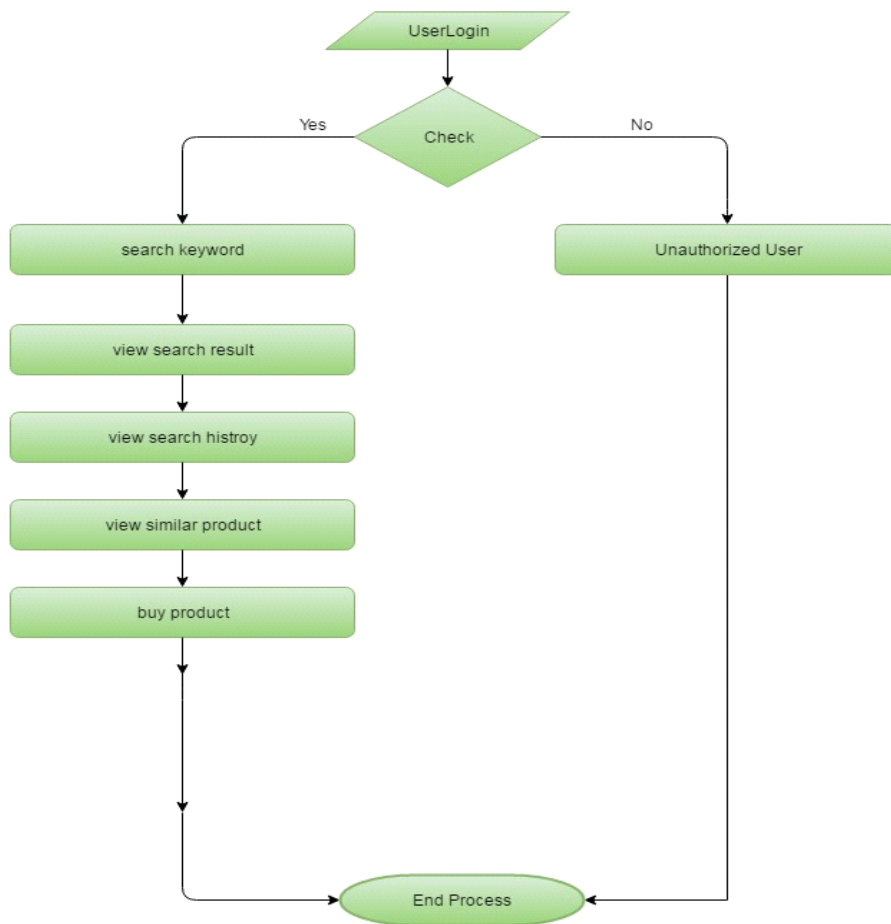 UserLogin
Check
Yes
No
search keyword
Unauthorized User
view search result
view search histroy
view similar product
buy product
End Process